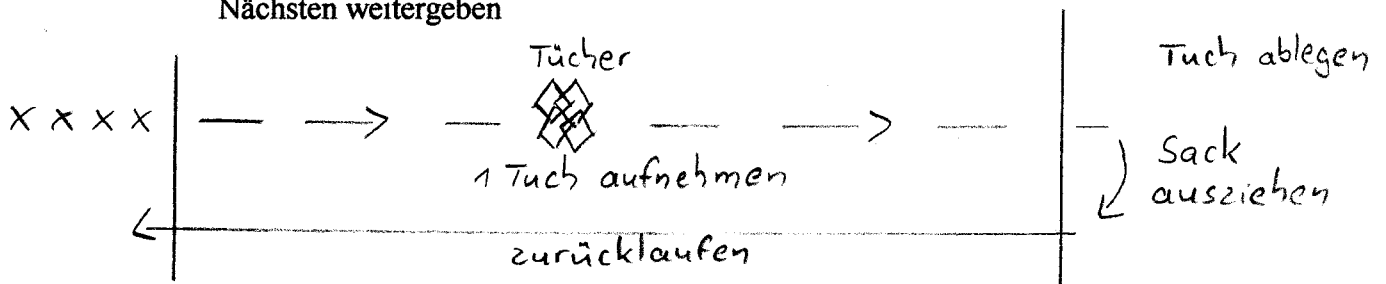 Nächsten weitergeben
Tücher
Tuch ablegen
x x x x
1 Tuch aufnehmen
Sack
ausziehen
zurücklaufen